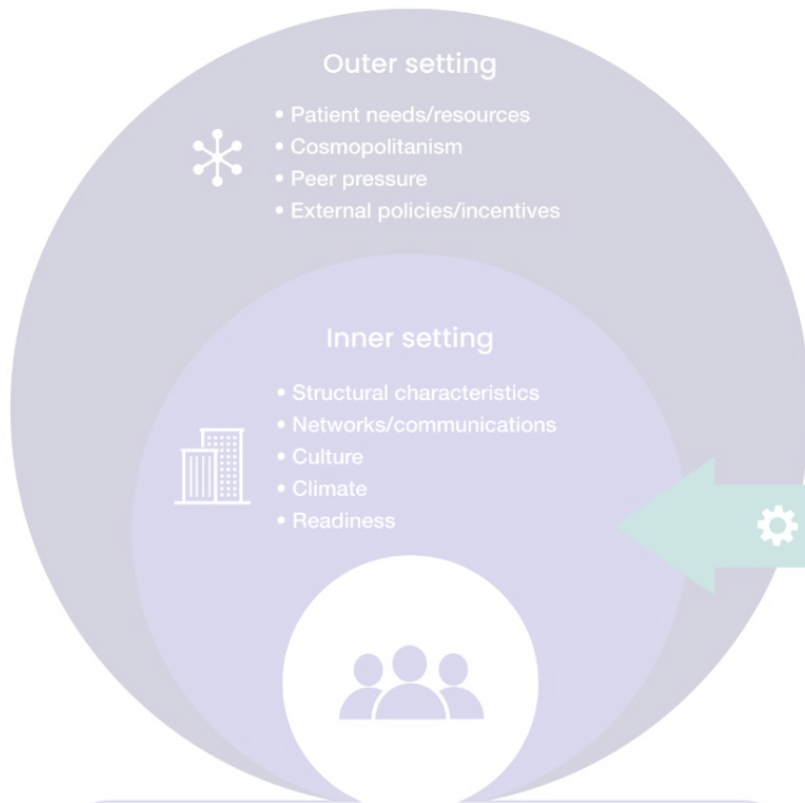 Outer setting
• Patient needs/resources
• Cosmopolitanism
• Peer pressure
• External policies/incentives
Inner setting
• Structural characteristics
• Networks/communications
• Culture
• Climate
• Readiness